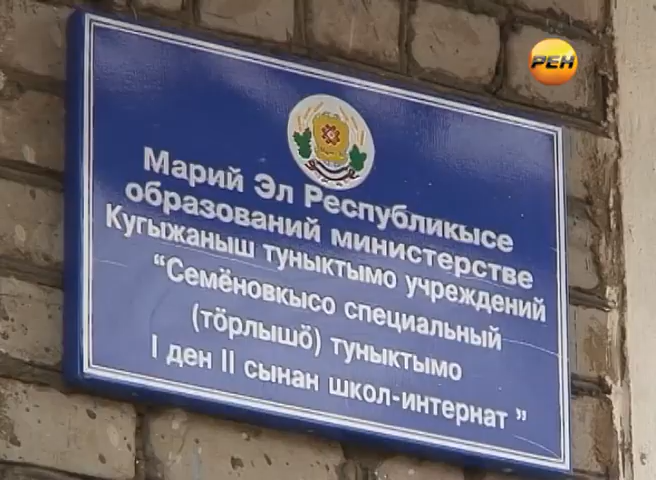 РЕН
Марий Эл Республикысе
образований министерстве
Кугыжаныш туныктымо учреждений
“Семёновкысо специальный
(тӧрлышӧ) туныктымо
I ден II сынан школ-интернат ”